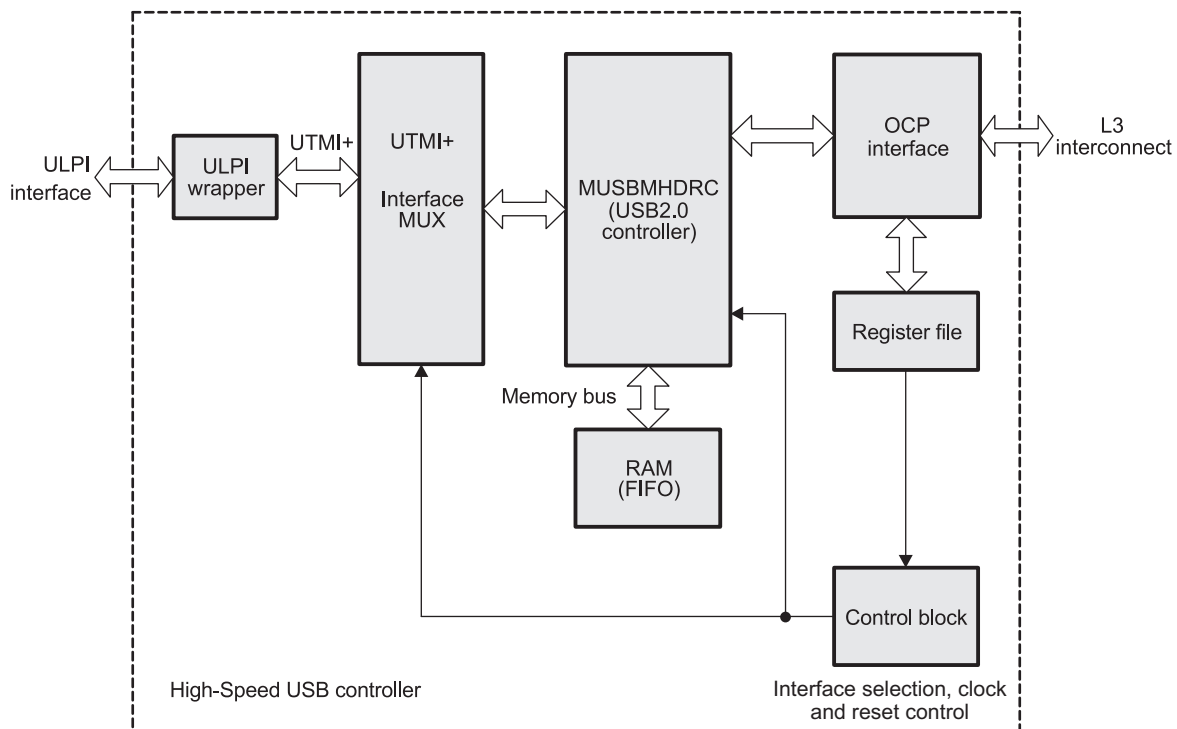 ULPI
interface
ULPI
wrapper
UTMI+
UTMI+
Interface
MUX
MUSBMHDRC
(USB2.0
controller)
OCP
interface
L3
interconnect
Register file
Memory bus
RAM
(FIFO)
Control block
High-Speed USB controller
Interface selection, clock
and reset control